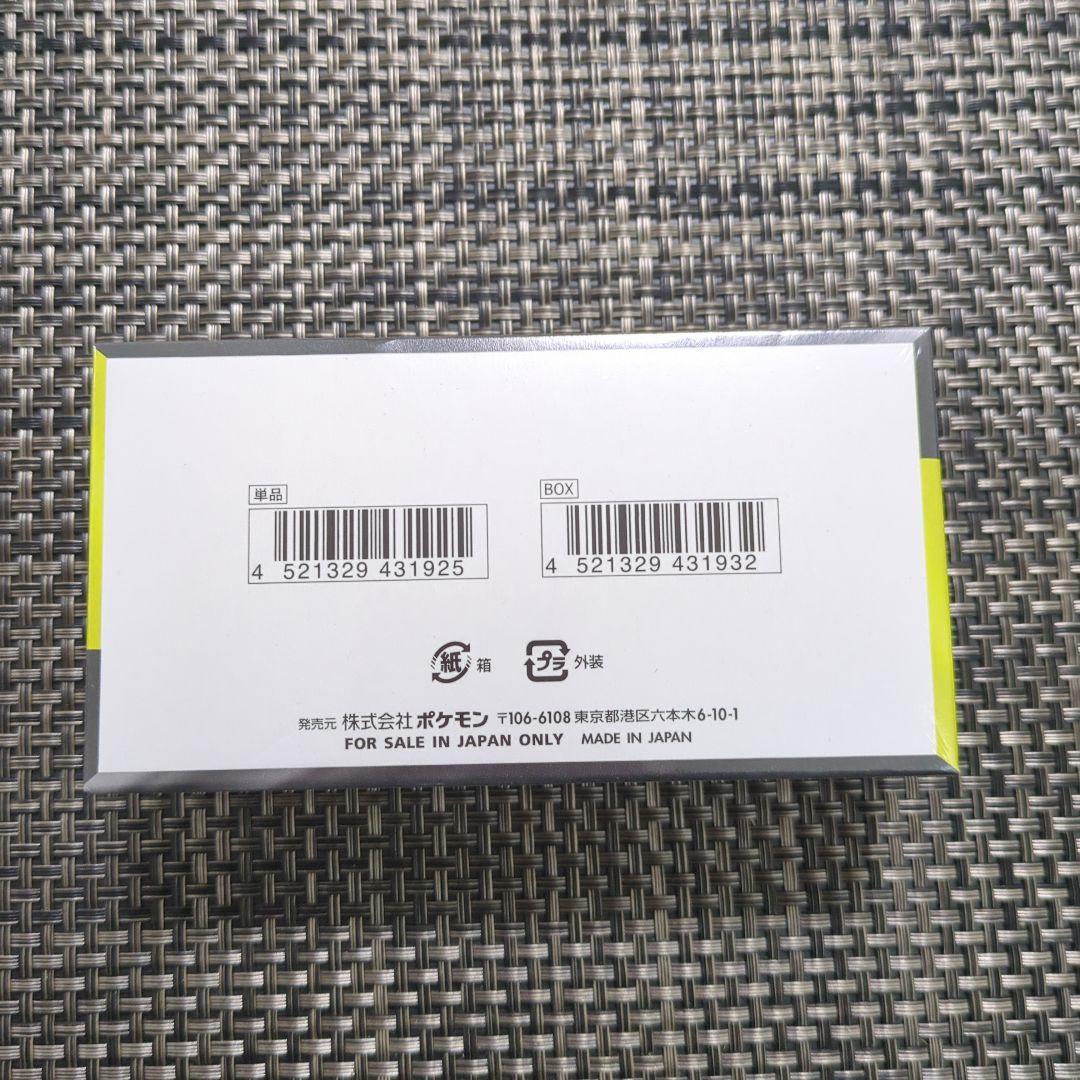 単品
4 521329 431925
BOX
4 521329 431932
紙 箱
プラ 外装
発売元 株式会社 ポケモン 〒106-6108 東京都港区六本木6-10-1
FOR SALE IN JAPAN ONLY MADE IN JAPAN